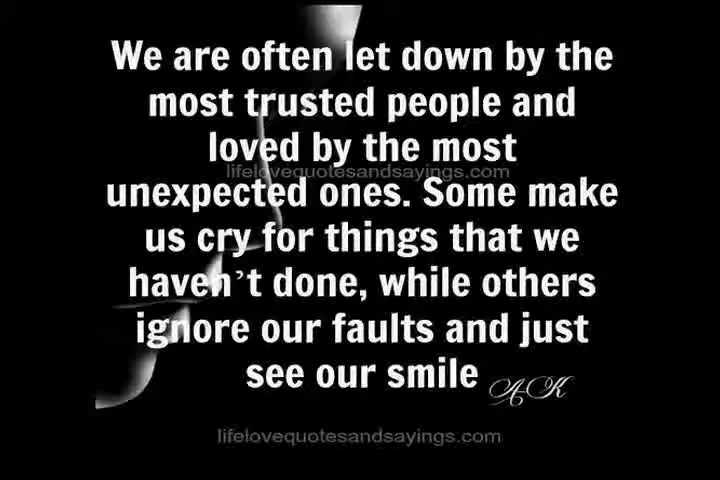 We are often let down by the
most trusted people and
loved by the most
lifelovequotesandsayings.com
unexpected ones. Some make
us cry for things that we
haven't done, while others
ignore our faults and just
see our smile A-K
lifelovequotesandsayings.com